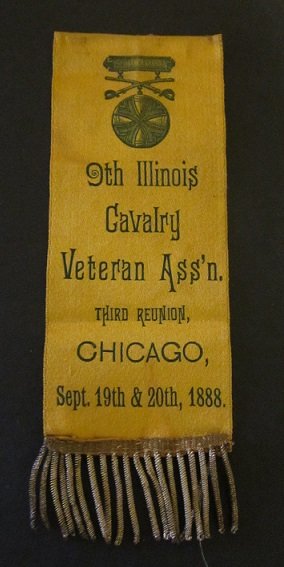 9th Illinois
Cavalry
Veteran Ass'n.
THIRD REUNION,
CHICAGO,
Sept. 19th & 20th, 1888.